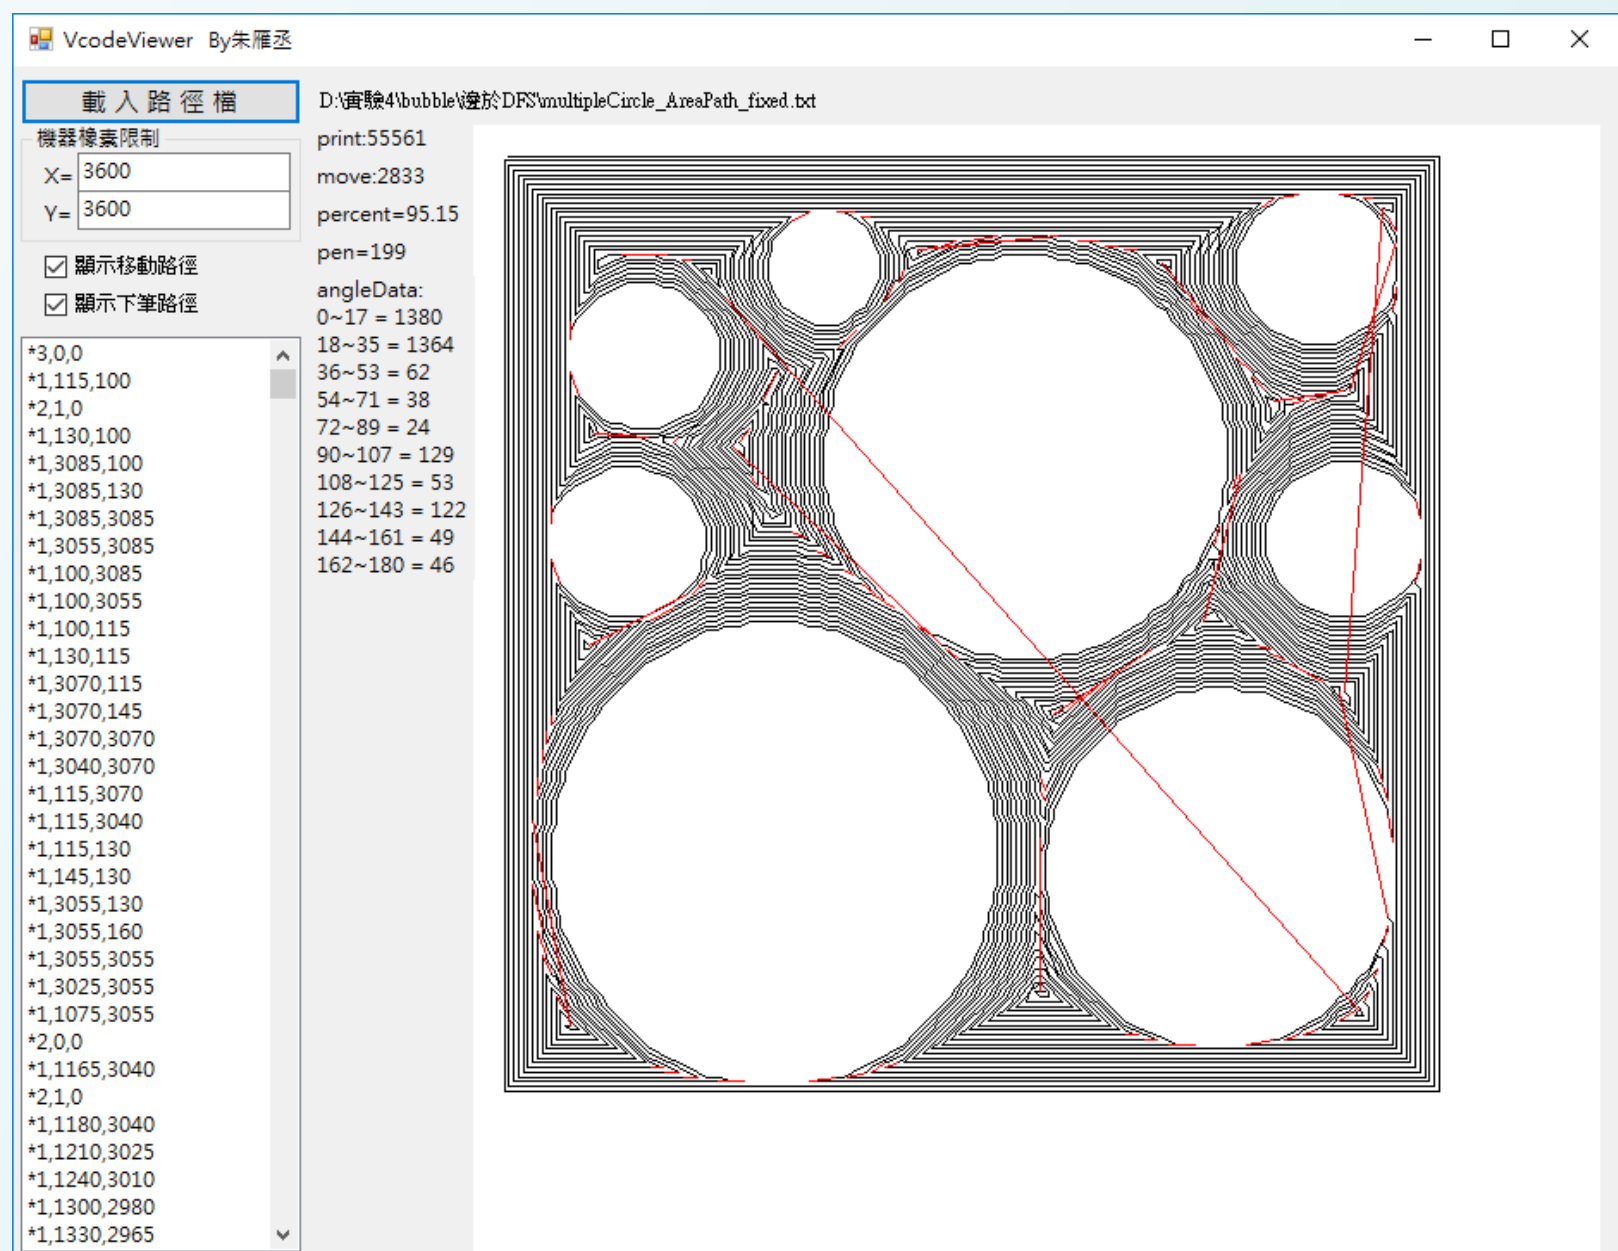 VcodeViewer By朱雁丞
載入路徑檔
D:\實驗4\bubble\邊於DFS\multipleCircle_AreaPath_fixed.txt
機器橡素限制
X= 3600
Y= 3600
顯示移動路徑
顯示下筆路徑
print:55561
move:2833
percent=95.15
pen=199
angleData:
0~17 = 1380
18~35 = 1364
36~53 = 62
54~71 = 38
72~89 = 24
90~107 = 129
108~125 = 53
126~143 = 122
144~161 = 49
162~180 = 46
*3,0,0
*1,115,100
*2,1,0
*1,130,100
*1,3085,100
*1,3085,130
*1,3085,3085
*1,3055,3085
*1,100,3085
*1,100,3055
*1,100,115
*1,130,115
*1,3070,115
*1,3070,145
*1,3070,3070
*1,3040,3070
*1,115,3070
*1,115,3040
*1,115,130
*1,145,130
*1,3055,130
*1,3055,160
*1,3055,3055
*1,3025,3055
*1,1075,3055
*2,0,0
*1,1165,3040
*2,1,0
*1,1180,3040
*1,1210,3025
*1,1240,3010
*1,1300,2980
*1,1330,2965